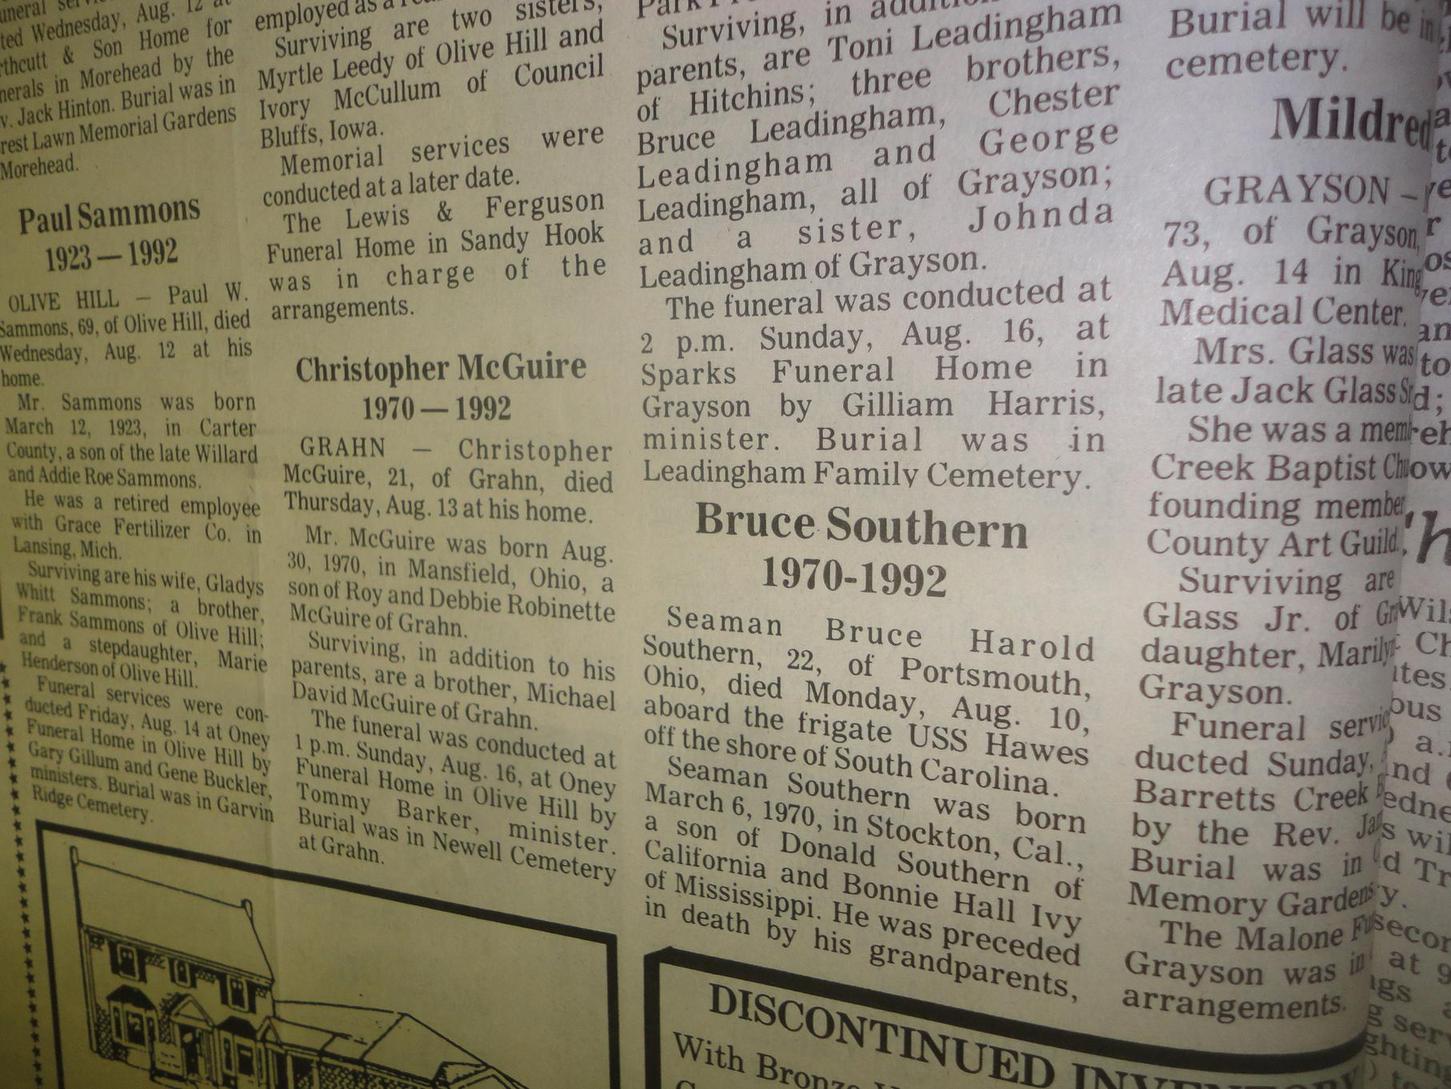 ted Wednesday, Aug. 12 at
& Son Home for
in Morehead by the
Jack Hinton. Burial was in
rest Lawn Memorial Gardens
Morehead.
Paul Sammons
1923 — 1992
OLIVE HILL — Paul W.
Sammons, 69, of Olive Hill, died
Wednesday, Aug. 12 at his
home.
Mr. Sammons was born
March 12, 1923, in Carter
County, a son of the late Willard
and Addie Roe Sammons.
He was a retired employee
with Grace Fertilizer Co. in
Lansing, Mich.
Surviving are his wife, Gladys
Whitt Sammons; a brother,
Frank Sammons of Olive Hill;
and a stepdaughter, Marie
Henderson of Olive Hill.
Funeral services were con-
ducted Friday, Aug. 14 at Oney
Funeral Home in Olive Hill by
Gary Gillum and Gene Buckler,
ministers. Burial was in Garvin
Ridge Cemetery.
employed as a
Surviving are two sisters,
Myrtle Leedy of Olive Hill and
Ivory McCullum of Council
Bluffs, Iowa.
Memorial services were
conducted at a later date.
The Lewis & Ferguson
Funeral Home in Sandy Hook
was in charge of the
arrangements.
Christopher McGuire
1970 — 1992
GRAHN — Christopher
McGuire, 21, of Grahn, died
Thursday, Aug. 13 at his home.
Mr. McGuire was born Aug.
30, 1970, in Mansfield, Ohio, a
son of Roy and Debbie Robinette
McGuire of Grahn.
Surviving, in addition to his
parents, are a brother, Michael
David McGuire of Grahn.
The funeral was conducted at
1 p.m. Sunday, Aug. 16, at Oney
Funeral Home in Olive Hill by
Tommy Barker, minister.
Burial was in Newell Cemetery
at Grahn.
Surviving, in addition
parents, are Toni Leadingham
of Hitchins; three brothers,
Bruce Leadingham, Chester
Leadingham and George
Leadingham, all of Grayson;
and a sister, Johnda
Leadingham of Grayson.
The funeral was conducted at
2 p.m. Sunday, Aug. 16, at
Sparks Funeral Home in
Grayson by Gilliam Harris,
minister. Burial was in
Leadingham Family Cemetery.
Bruce Southern
1970-1992
Seaman Bruce Harold
Southern, 22, of Portsmouth,
Ohio, died Monday, Aug. 10,
aboard the frigate USS Hawes
off the shore of South Carolina.
Seaman Southern was born
March 6, 1970, in Stockton, Cal.,
a son of Donald Southern of
California and Bonnie Hall Ivy
of Mississippi. He was preceded
in death by his grandparents,
DISCONTINUED
With
Burial will be in
cemetery.
Mildred
GRAYSON –
73, of Grayson,
Aug. 14 in
Medical Center.
Mrs. Glass was
late Jack Glass
She was a
Creek Baptist
founding member
County Art Guild.
Surviving are
Glass Jr. of
daughter,
Grayson.
Funeral
ducted Sunday,
Barretts Creek
by the Rev.
Burial was in
Memory Gardens
The Malone
Grayson was in
arrangements.